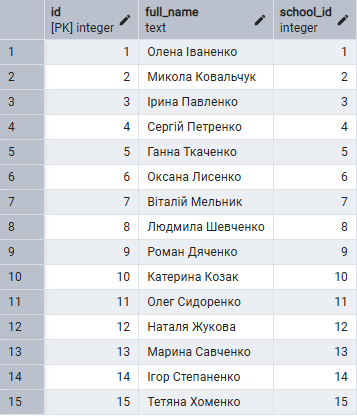 id full_name school_id
[PK] integer text integer
1 1 Олена Іваненко 1
2 2 Микола Ковальчук 2
3 3 Ірина Павленко 3
4 4 Сергій Петренко 4
5 5 Ганна Ткаченко 5
6 6 Оксана Лисенко 6
7 7 Віталій Мельник 7
8 8 Людмила Шевченко 8
9 9 Роман Дяченко 9
10 10 Катерина Козак 10
11 11 Олег Сидоренко 11
12 12 Наталя Жукова 12
13 13 Марина Савченко 13
14 14 Ігор Степаненко 14
15 15 Тетяна Хоменко 15